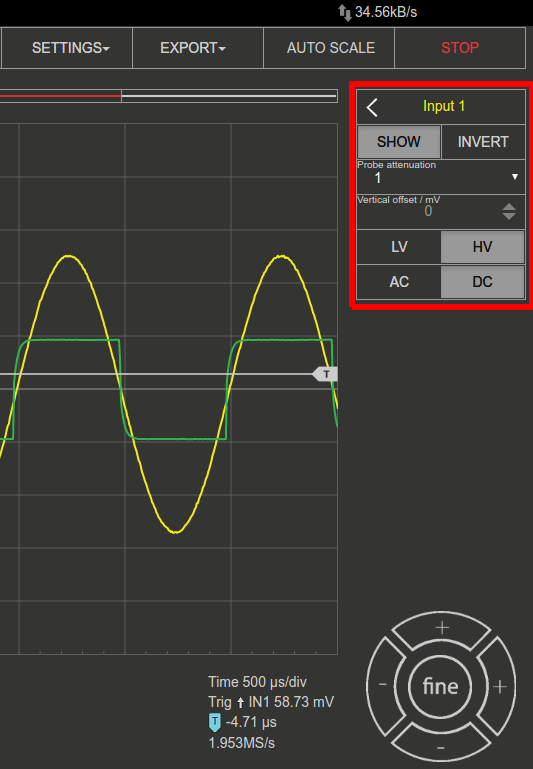 34.56kB/s
SETTINGS EXPORT AUTO SCALE STOP
Input 1
SHOW INVERT
Probe attenuation
1
Vertical offset / mV
0
LV HV
AC DC
T
+
- fine +
-
Time 500 µs/div
Trig IN1 58.73 mV
T -4.71 µs
1.953MS/s